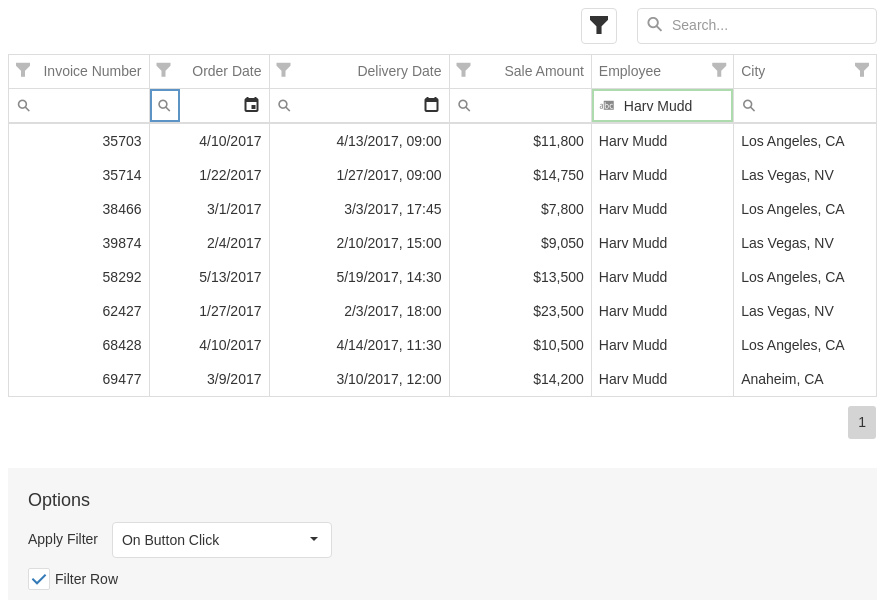 Search...
Invoice Number Order Date Delivery Date Sale Amount Employee City
abc Harv Mudd
35703 4/10/2017 4/13/2017, 09:00 $11,800 Harv Mudd Los Angeles, CA
35714 1/22/2017 1/27/2017, 09:00 $14,750 Harv Mudd Las Vegas, NV
38466 3/1/2017 3/3/2017, 17:45 $7,800 Harv Mudd Los Angeles, CA
39874 2/4/2017 2/10/2017, 15:00 $9,050 Harv Mudd Las Vegas, NV
58292 5/13/2017 5/19/2017, 14:30 $13,500 Harv Mudd Los Angeles, CA
62427 1/27/2017 2/3/2017, 18:00 $23,500 Harv Mudd Las Vegas, NV
68428 4/10/2017 4/14/2017, 11:30 $10,500 Harv Mudd Los Angeles, CA
69477 3/9/2017 3/10/2017, 12:00 $14,200 Harv Mudd Anaheim, CA
1
Options
Apply Filter On Button Click
Filter Row